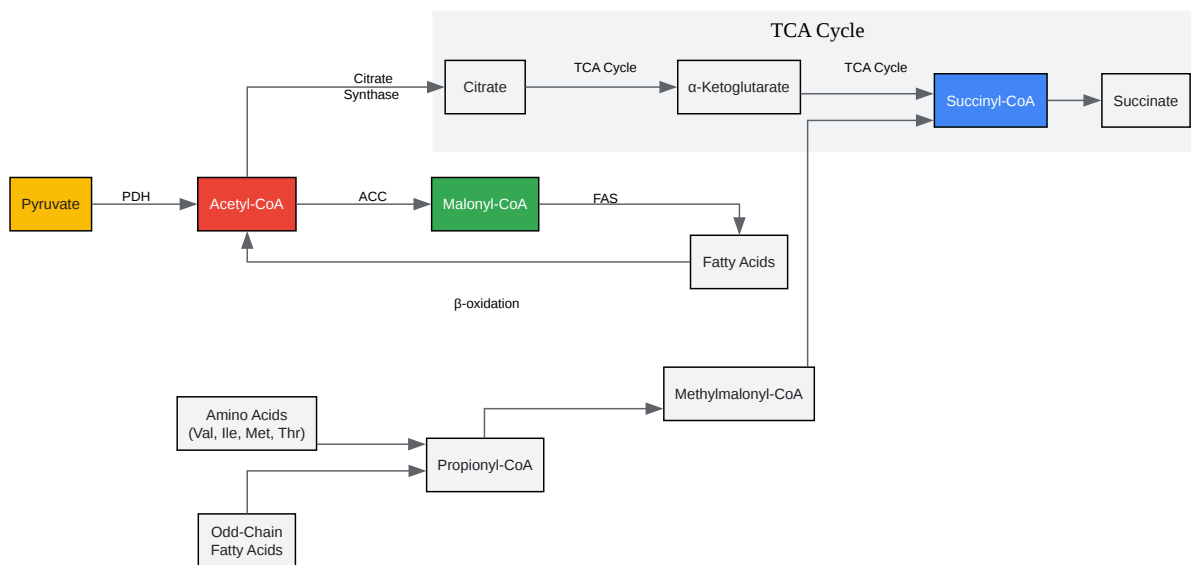 TCA Cycle
Citrate
Synthase
Citrate
TCA Cycle
α-Ketoglutarate
TCA Cycle
Succinyl-CoA
Succinate
Pyruvate
PDH
Acetyl-CoA
ACC
Malonyl-CoA
FAS
Fatty Acids
β-oxidation
Methylmalonyl-CoA
Amino Acids
(Val, Ile, Met, Thr)
Propionyl-CoA
Odd-Chain
Fatty Acids